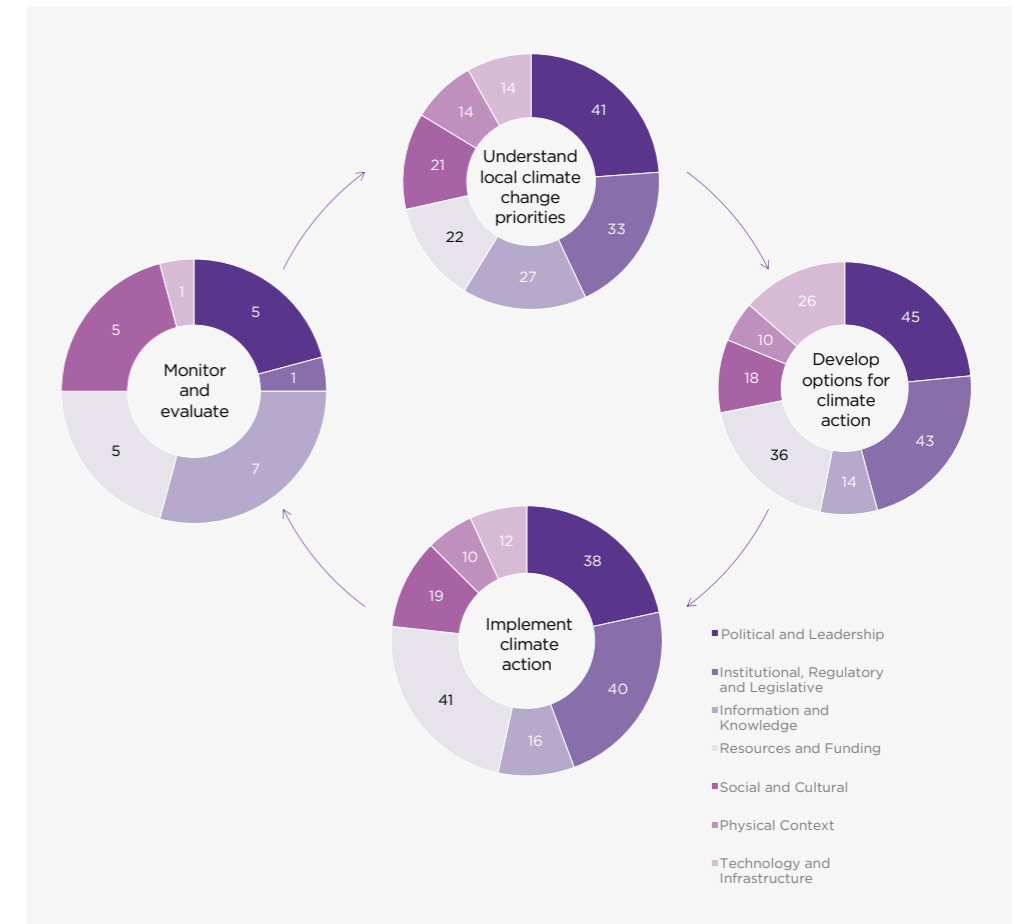 14
41
14
21
33
22
27
Understand
local climate
change
priorities
1
5
5
1
5
7
Monitor
and
evaluate
26
45
10
18
43
36
14
Develop
options for
climate
action
12
38
10
19
40
41
16
Implement
climate
action
Political and Leadership
Institutional, Regulatory
and Legislative
Information and
Knowledge
Resources and Funding
Social and Cultural
Physical Context
Technology and
Infrastructure